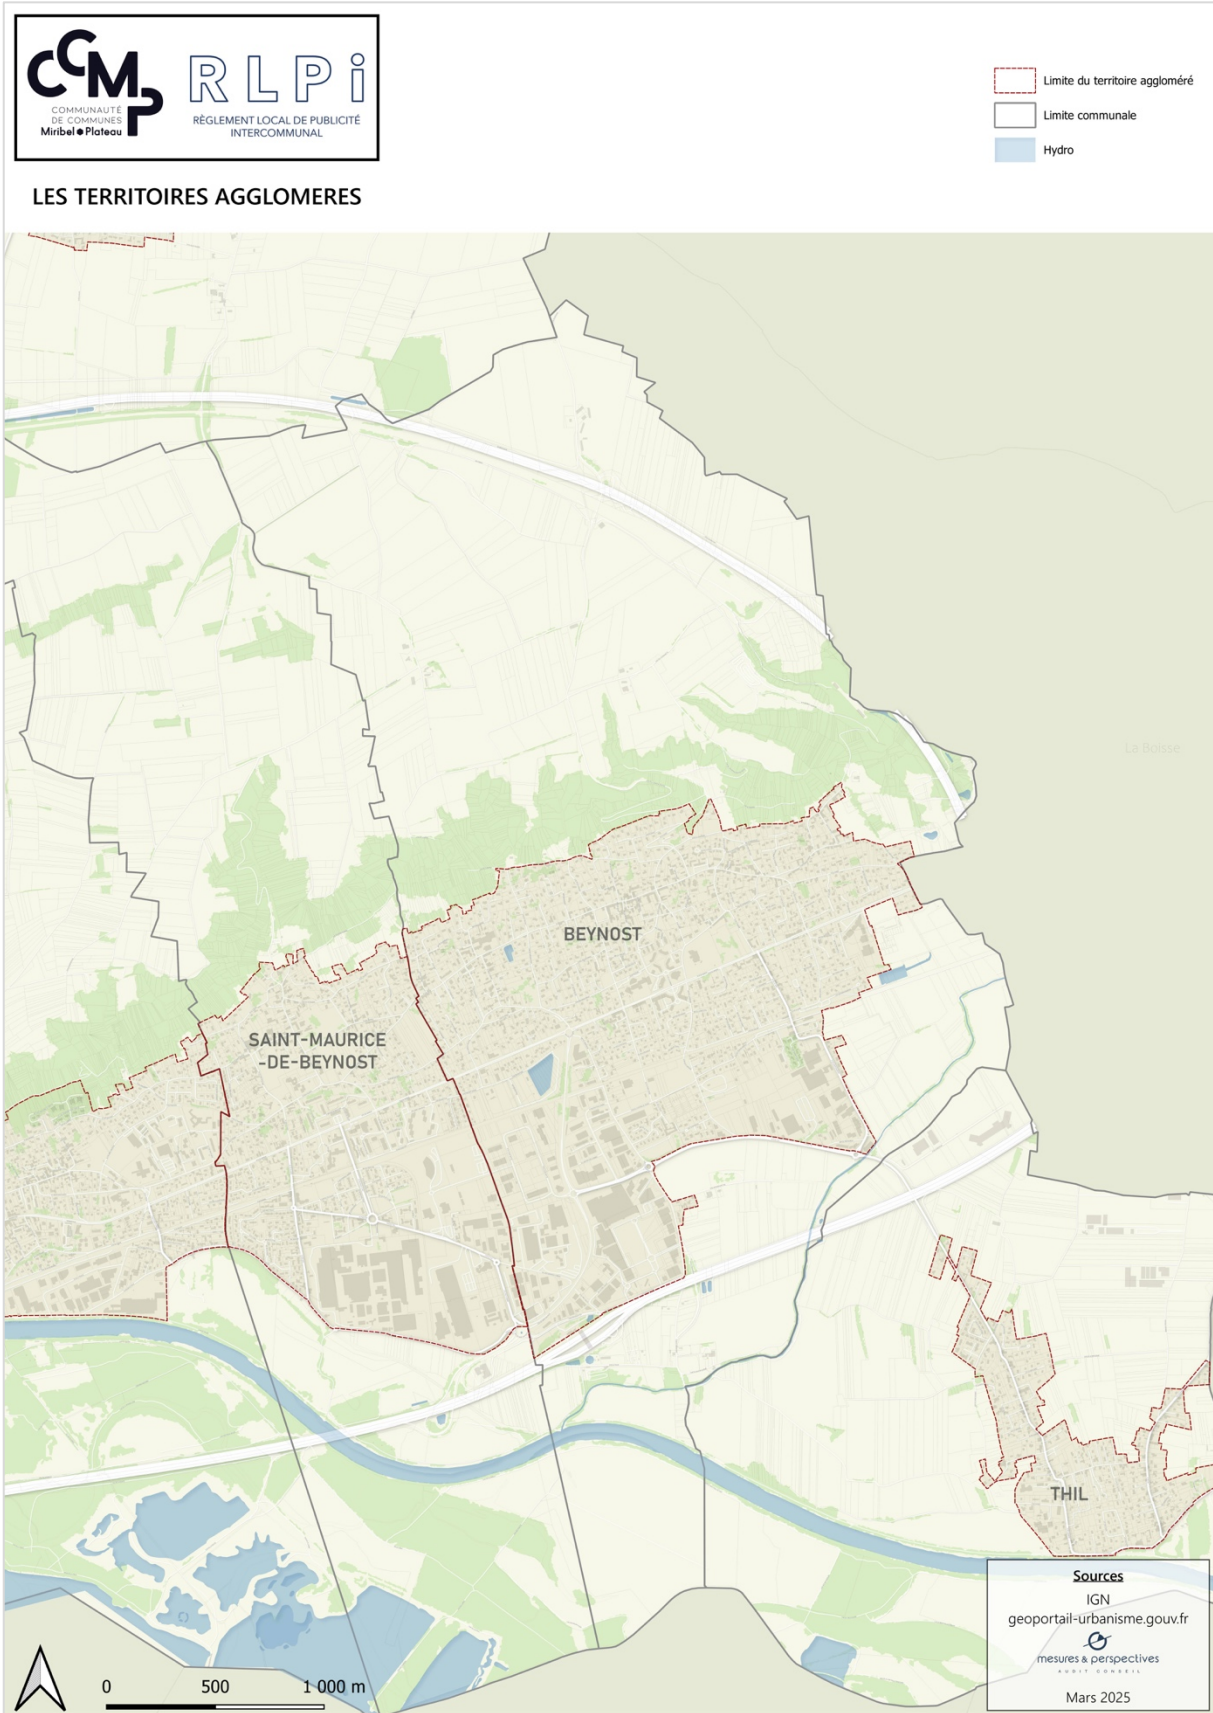 CCMP
COMMUNAUTÉ
DE COMMUNES
Miribel Plateau
RLPi
RÈGLEMENT LOCAL DE PUBLICITÉ
INTERCOMMUNAL
Limite du territoire aggloméré
Limite communale
Hydro
LES TERRITOIRES AGGLOMERES
La Boisse
BEYNOST
SAINT-MAURICE
-DE-BEYNOST
THIL
Sources
IGN
geoportail-urbanisme.gouv.fr
mesures & perspectives
AUDIT CONSEIL
Mars 2025
0 500 1 000 m